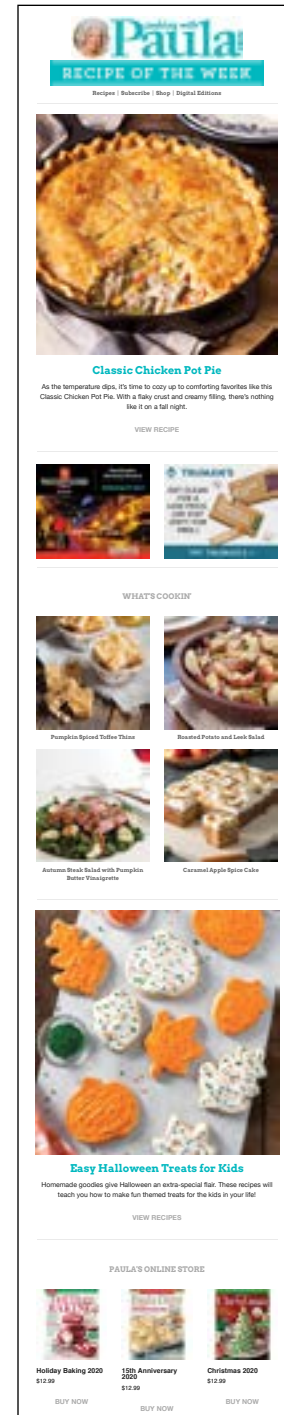 cooking with
Paula
RECIPE OF THE WEEK
Recipes | Subscribe | Shop | Digital Editions
Classic Chicken Pot Pie
As the temperature dips, it's time to cozy up to comforting favorites like this
Classic Chicken Pot Pie. With a flaky crust and creamy filling, there's nothing
like it on a fall night.
VIEW RECIPE
TRUMAN'S
WHAT'S COOKIN'
Pumpkin Spiced Toffee Thins
Roasted Potato and Leek Salad
Autumn Steak Salad with Pumpkin
Butter Vinaigrette
Caramel Apple Spice Cake
Easy Halloween Treats for Kids
Homemade goodies give Halloween an extra-special flair. These recipes will
teach you how to make fun themed treats for the kids in your life!
VIEW RECIPES
PAULA'S ONLINE STORE
BAKING
Christmas
Holiday Baking 2020
$12.99
BUY NOW
15th Anniversary
2020
$12.99
BUY NOW
Christmas 2020
$12.99
BUY NOW